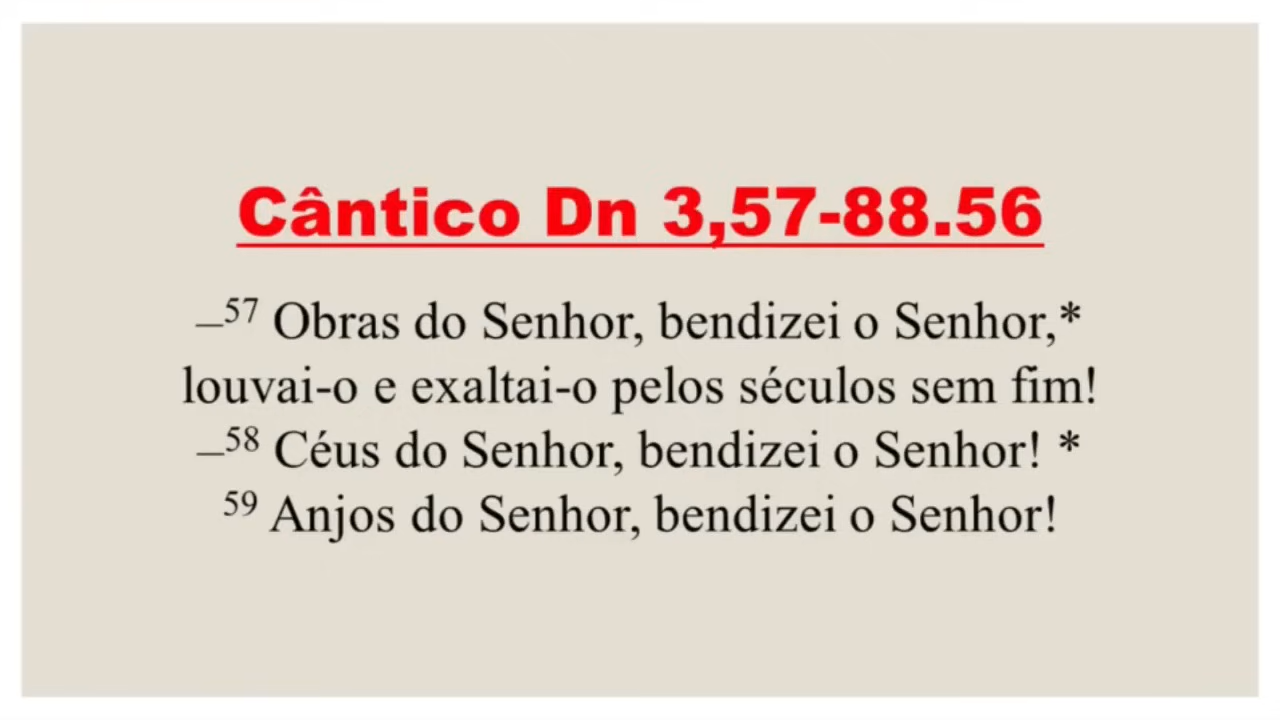 Cântico Dn 3,57-88.56
–57 Obras do Senhor, bendizei o Senhor,*
louvai-o e exaltai-o pelos séculos sem fim!
–58 Céus do Senhor, bendizei o Senhor! *
59 Anjos do Senhor, bendizei o Senhor!